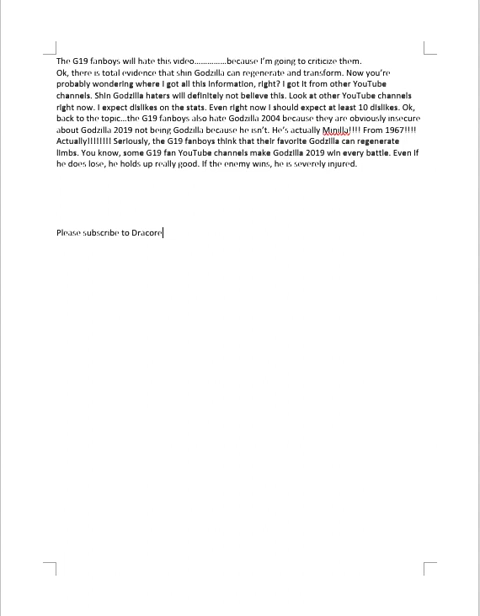 The G19 fanboys will hate this video……………because I'm going to criticize them.
Ok, there is total evidence that shin Godzilla can regenerate and transform. Now you're
probably wondering where I got all this information, right? I got it from other YouTube
channels. Shin Godzilla haters will definitely not believe this. Look at other YouTube channels
right now. I expect dislikes on the stats. Even right now I should expect at least 10 dislikes. Ok,
back to the topic…the G19 fanboys also hate Godzilla 2004 because they are obviously insecure
about Godzilla 2019 not being Godzilla because he isn't. He's actually Minilla!!!! From 1967!!!!
Actually!!!!!!!! Seriously, the G19 fanboys think that their favorite Godzilla can regenerate
limbs. You know, some G19 fan YouTube channels make Godzilla 2019 win every battle. Even if
he does lose, he holds up really good. If the enemy wins, he is severely injured.
Please subscribe to Dracore